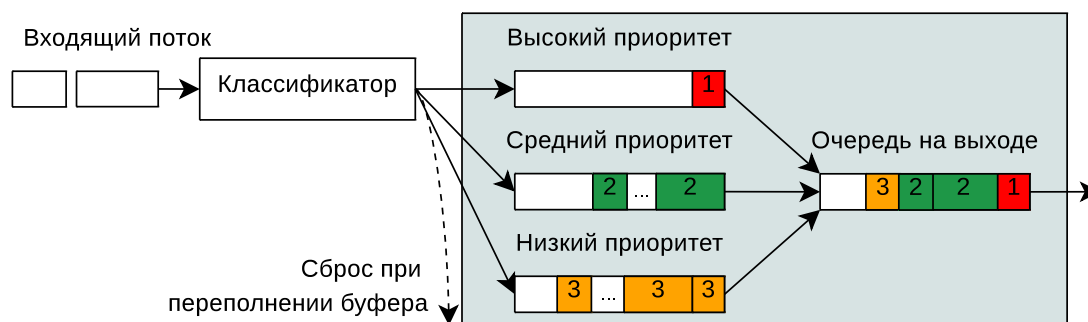 Входящий поток
Классификатор
Высокий приоритет
1
Средний приоритет
2 ... 2
Очередь на выходе
3 2 2 1
Низкий приоритет
3 ... 3 3
Сброс при
переполнении буфера